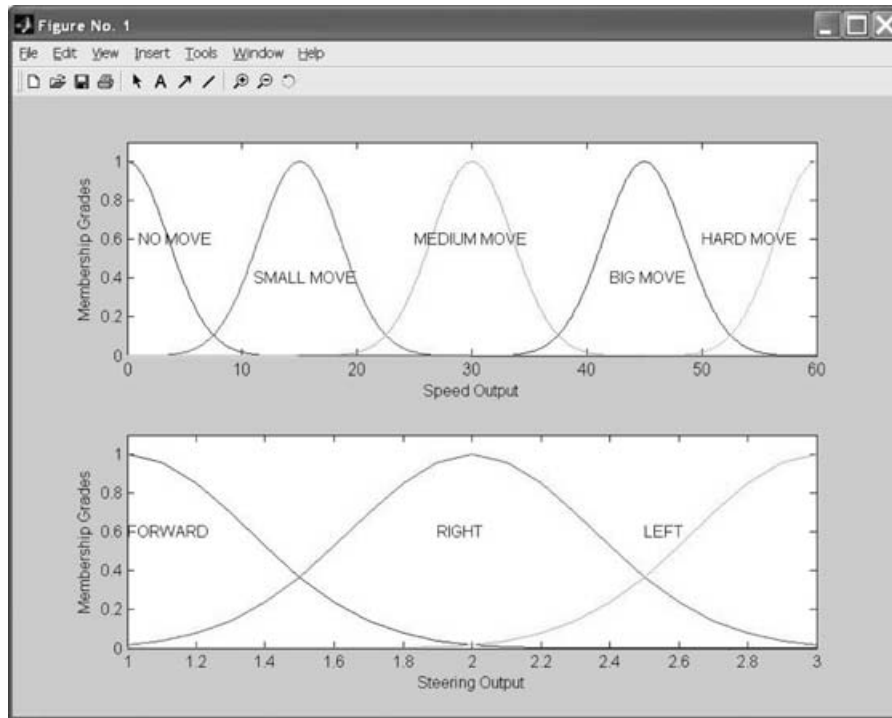 Figure No. 1
File Edit View Insert Tools Window Help
A
Membership Grades
1
0.8
0.6
0.4
0.2
0
NO MOVE
SMALL MOVE
MEDIUM MOVE
BIG MOVE
HARD MOVE
0 10 20 30 40 50 60
Speed Output
Membership Grades
1
0.8
0.6
0.4
0.2
0
FORWARD
RIGHT
LEFT
1 1.2 1.4 1.6 1.8 2 2.2 2.4 2.6 2.8 3
Steering Output